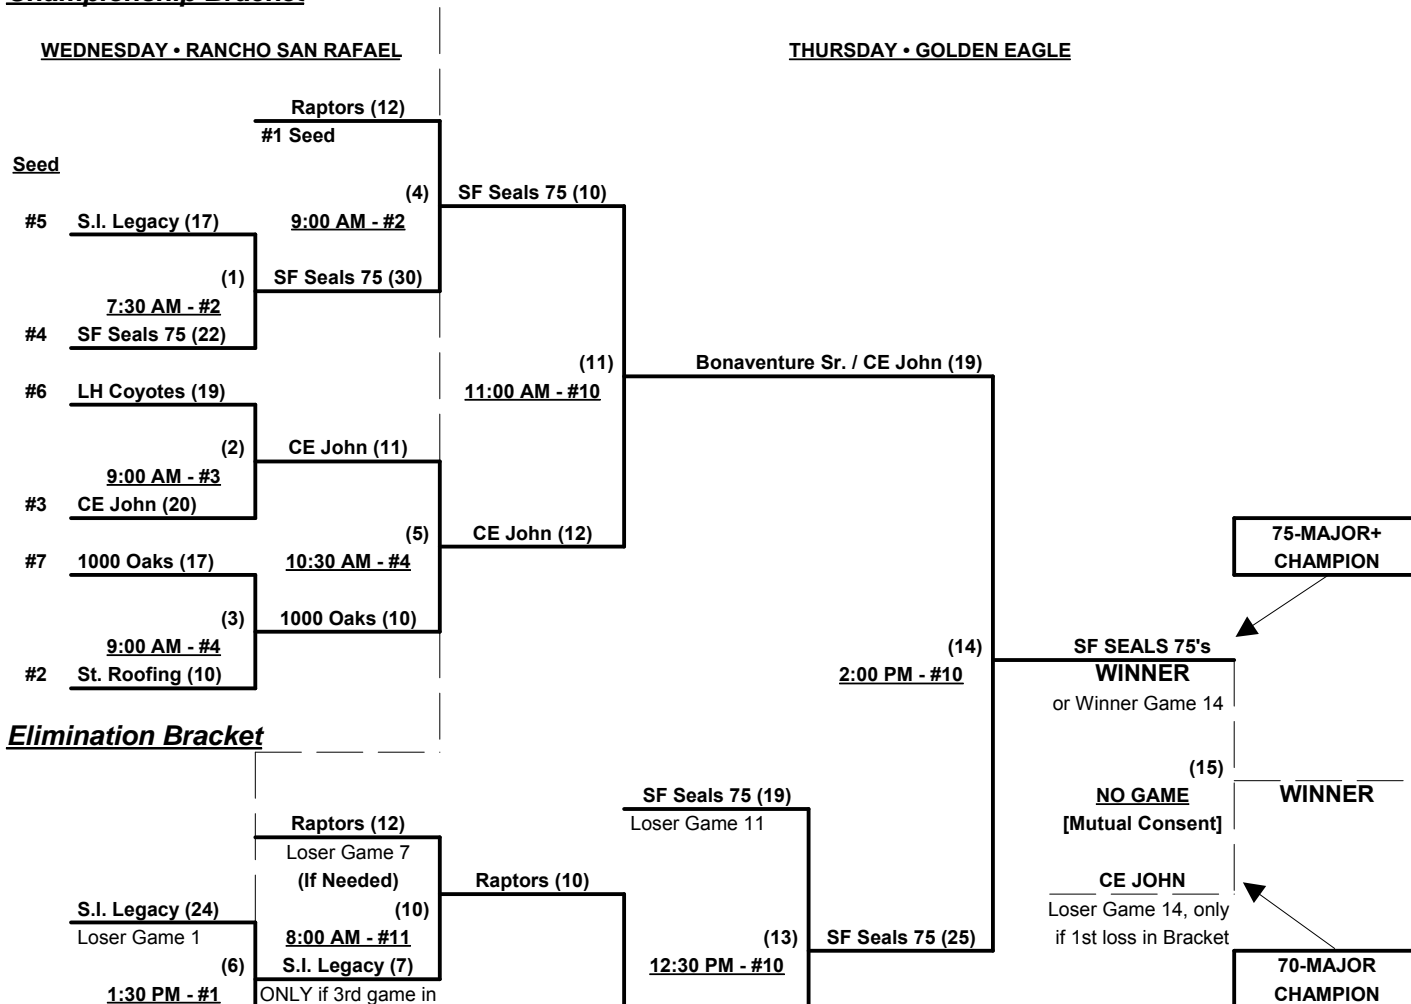 Championship Bracket
WEDNESDAY • RANCHO SAN RAFAEL
THURSDAY • GOLDEN EAGLE
Raptors (12)
#1 Seed
Seed
(4)
SF Seals 75 (10)
#5 S.I. Legacy (17)
9:00 AM - #2
(1)
SF Seals 75 (30)
7:30 AM - #2
#4 SF Seals 75 (22)
(11)
Bonaventure Sr. / CE John (19)
#6 LH Coyotes (19)
11:00 AM - #10
(2)
CE John (11)
9:00 AM - #3
#3 CE John (20)
(5)
CE John (12)
75-MAJOR+
CHAMPION
#7 1000 Oaks (17)
10:30 AM - #4
(3)
1000 Oaks (10)
9:00 AM - #4
(14)
SF SEALS 75's
#2 St. Roofing (10)
2:00 PM - #10
WINNER
or Winner Game 14
Elimination Bracket
(15)
SF Seals 75 (19)
NO GAME
WINNER
Raptors (12)
Loser Game 11
[Mutual Consent]
Loser Game 7
(If Needed)
Raptors (10)
CE JOHN
S.I. Legacy (24)
(10)
Loser Game 14, only
Loser Game 1
8:00 AM - #11
(13)
SF Seals 75 (25)
if 1st loss in Bracket
(6)
S.I. Legacy (7)
12:30 PM - #10
70-MAJOR
1:30 PM - #1
ONLY if 3rd game in
CHAMPION